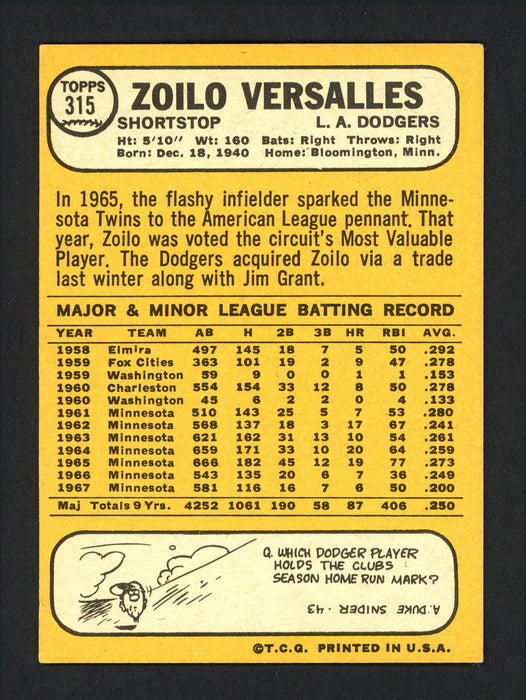 TOPPS
315
ZOILO VERSALLES
SHORTSTOP L. A. DODGERS
Ht: 5'10" Wt: 160 Bats: Right Throws: Right
Born: Dec. 18, 1940 Home: Bloomington, Minn.
In 1965, the flashy infielder sparked the Minne-
sota Twins to the American League pennant. That
year, Zoilo was voted the circuit's Most Valuable
Player. The Dodgers acquired Zoilo via a trade
last winter along with Jim Grant.
MAJOR & MINOR LEAGUE BATTING RECORD
YEAR TEAM AB H 2B 3B HR RBI AVG.
1958 Elmira 497 145 18 7 5 50 .292
1959 Fox Cities 363 101 19 2 9 47 .278
1959 Washington 59 9 0 0 1 1 .153
1960 Charleston 554 154 33 12 8 50 .278
1960 Washington 45 6 2 2 0 4 .133
1961 Minnesota 510 143 25 5 7 53 .280
1962 Minnesota 568 137 18 3 17 67 .241
1963 Minnesota 621 162 31 13 10 54 .261
1964 Minnesota 659 171 33 10 20 64 .259
1965 Minnesota 666 182 45 12 19 77 .273
1966 Minnesota 543 135 20 6 7 36 .249
1967 Minnesota 581 116 16 7 6 50 .200
Maj Totals 9 Yrs. 4252 1061 190 58 87 406 .250
Q. WHICH DODGER PLAYER
HOLDS THE CLUBS
SEASON HOME RUN MARK?
A. DUKE SNIDER - 43
©T.C.G. PRINTED IN U.S.A.